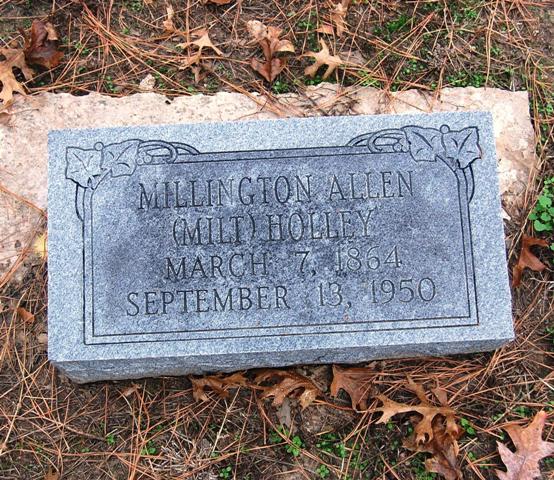 MILLINGTON ALLEN
(MILT) HOLLEY
MARCH 7, 1864
SEPTEMBER 13, 1950